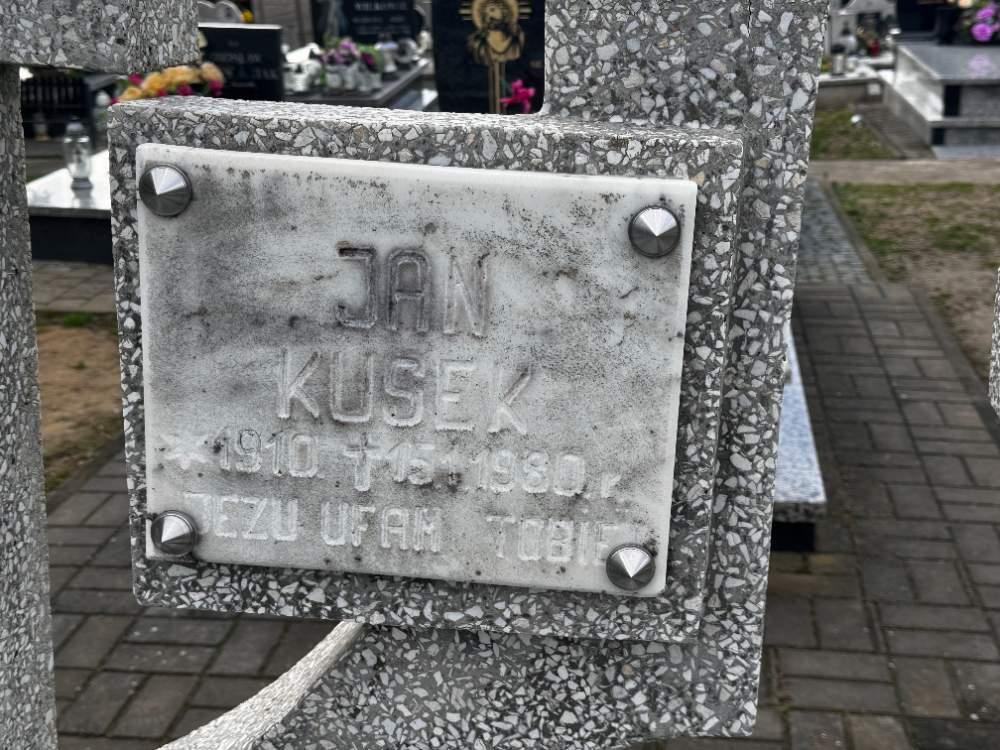 JAN
KUSEK
* 1910 † 15 1980 r
JEZU UFAM TOBIE